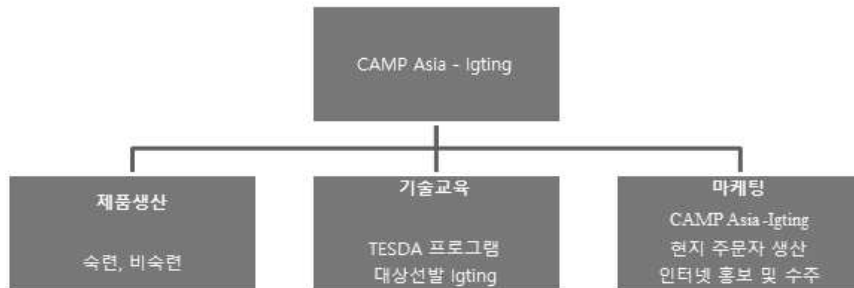 CAMP Asia - Igting
제품생산
숙련, 비숙련
기술교육
TESDA 프로그램
대상선발 Igting
마케팅
CAMP Asia-Igting
현지 주문자 생산
인터넷 홍보 및 수주